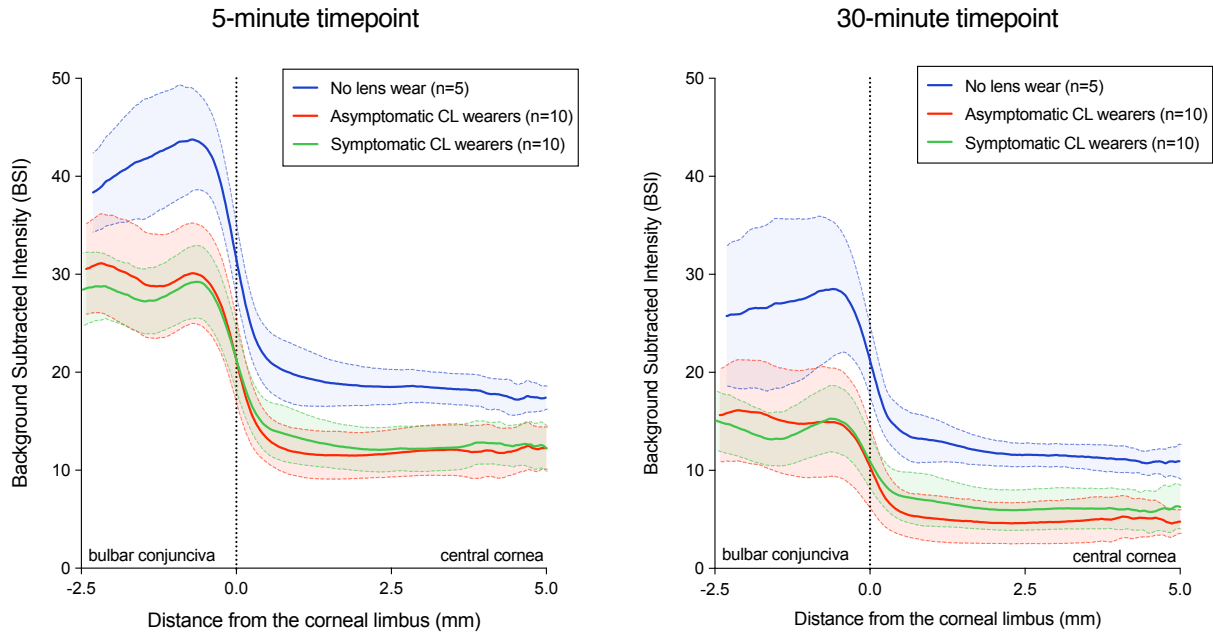 5-minute timepoint
50
40
30
20
10
0
Background Subtracted Intensity (BSI)
No lens wear (n=5)
Asymptomatic CL wearers (n=10)
Symptomatic CL wearers (n=10)
bulbar conjunciva
central cornea
-2.5 0.0 2.5 5.0
Distance from the corneal limbus (mm)
30-minute timepoint
50
40
30
20
10
0
Background Subtracted Intensity (BSI)
No lens wear (n=5)
Asymptomatic CL wearers (n=10)
Symptomatic CL wearers (n=10)
bulbar conjunciva
central cornea
-2.5 0.0 2.5 5.0
Distance from the corneal limbus (mm)